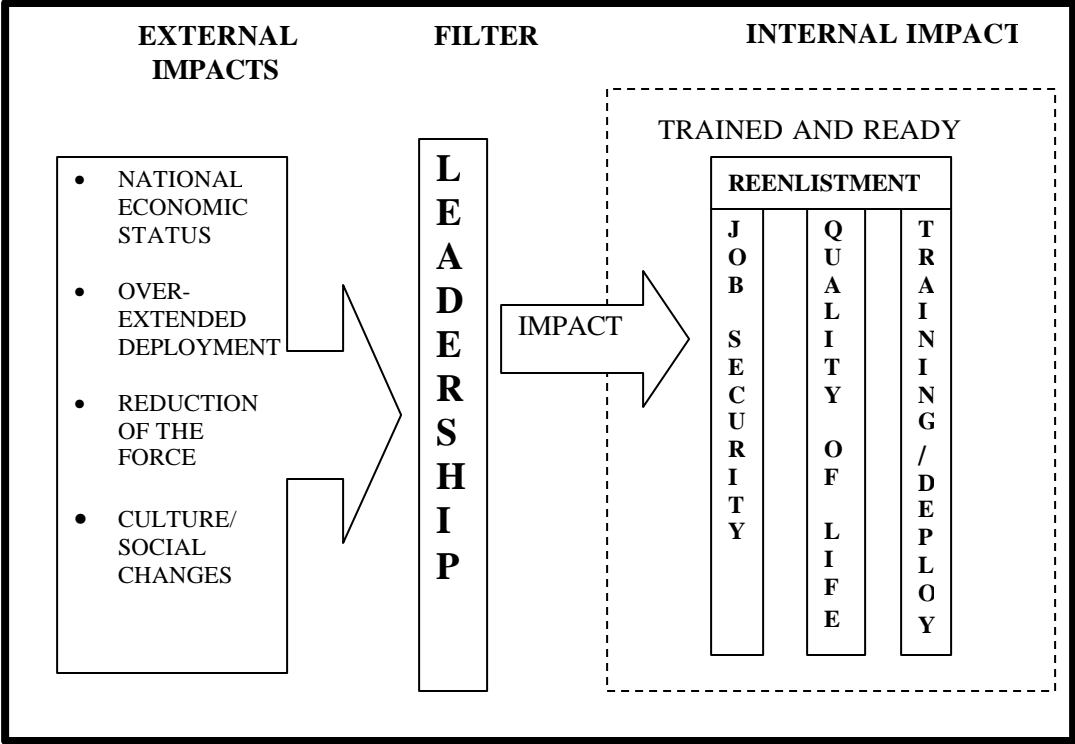 EXTERNAL
IMPACTS
FILTER
INTERNAL IMPACT
• NATIONAL
ECONOMIC
STATUS
• OVER-
EXTENDED
DEPLOYMENT
• REDUCTION
OF THE
FORCE
• CULTURE/
SOCIAL
CHANGES
LEADERSHIP
IMPACT
TRAINED AND READY
REENLISTMENT
JOB SECURITY
QUALITY OF LIFE
TRAINING/DEPLOY